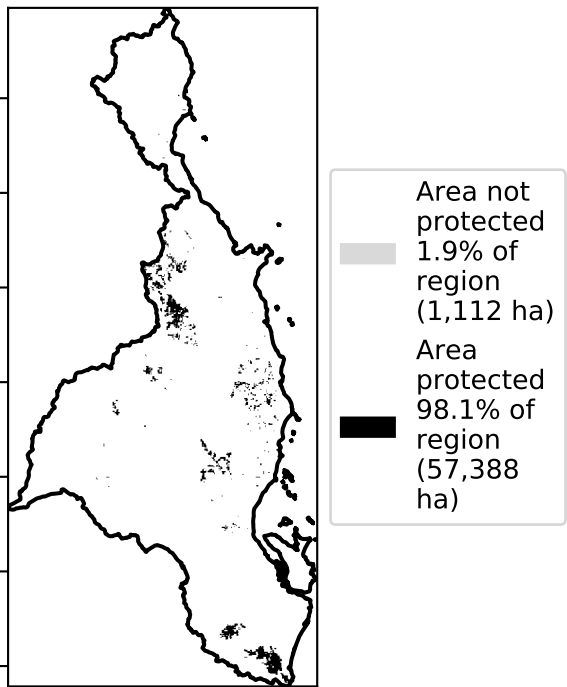 Area not
protected
1.9% of
region
(1,112 ha)
Area
protected
98.1% of
region
(57,388
ha)